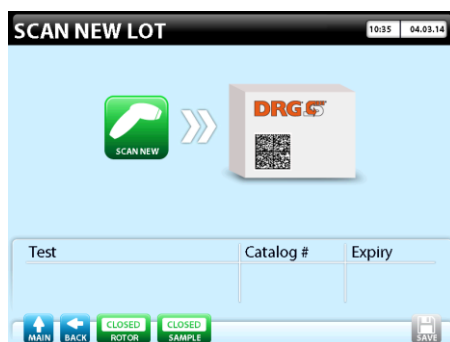 SCAN NEW LOT
10:35 04.03.14
SCAN NEW
DRG
Test Catalog # Expiry
MAIN BACK CLOSED ROTOR CLOSED SAMPLE SAVE